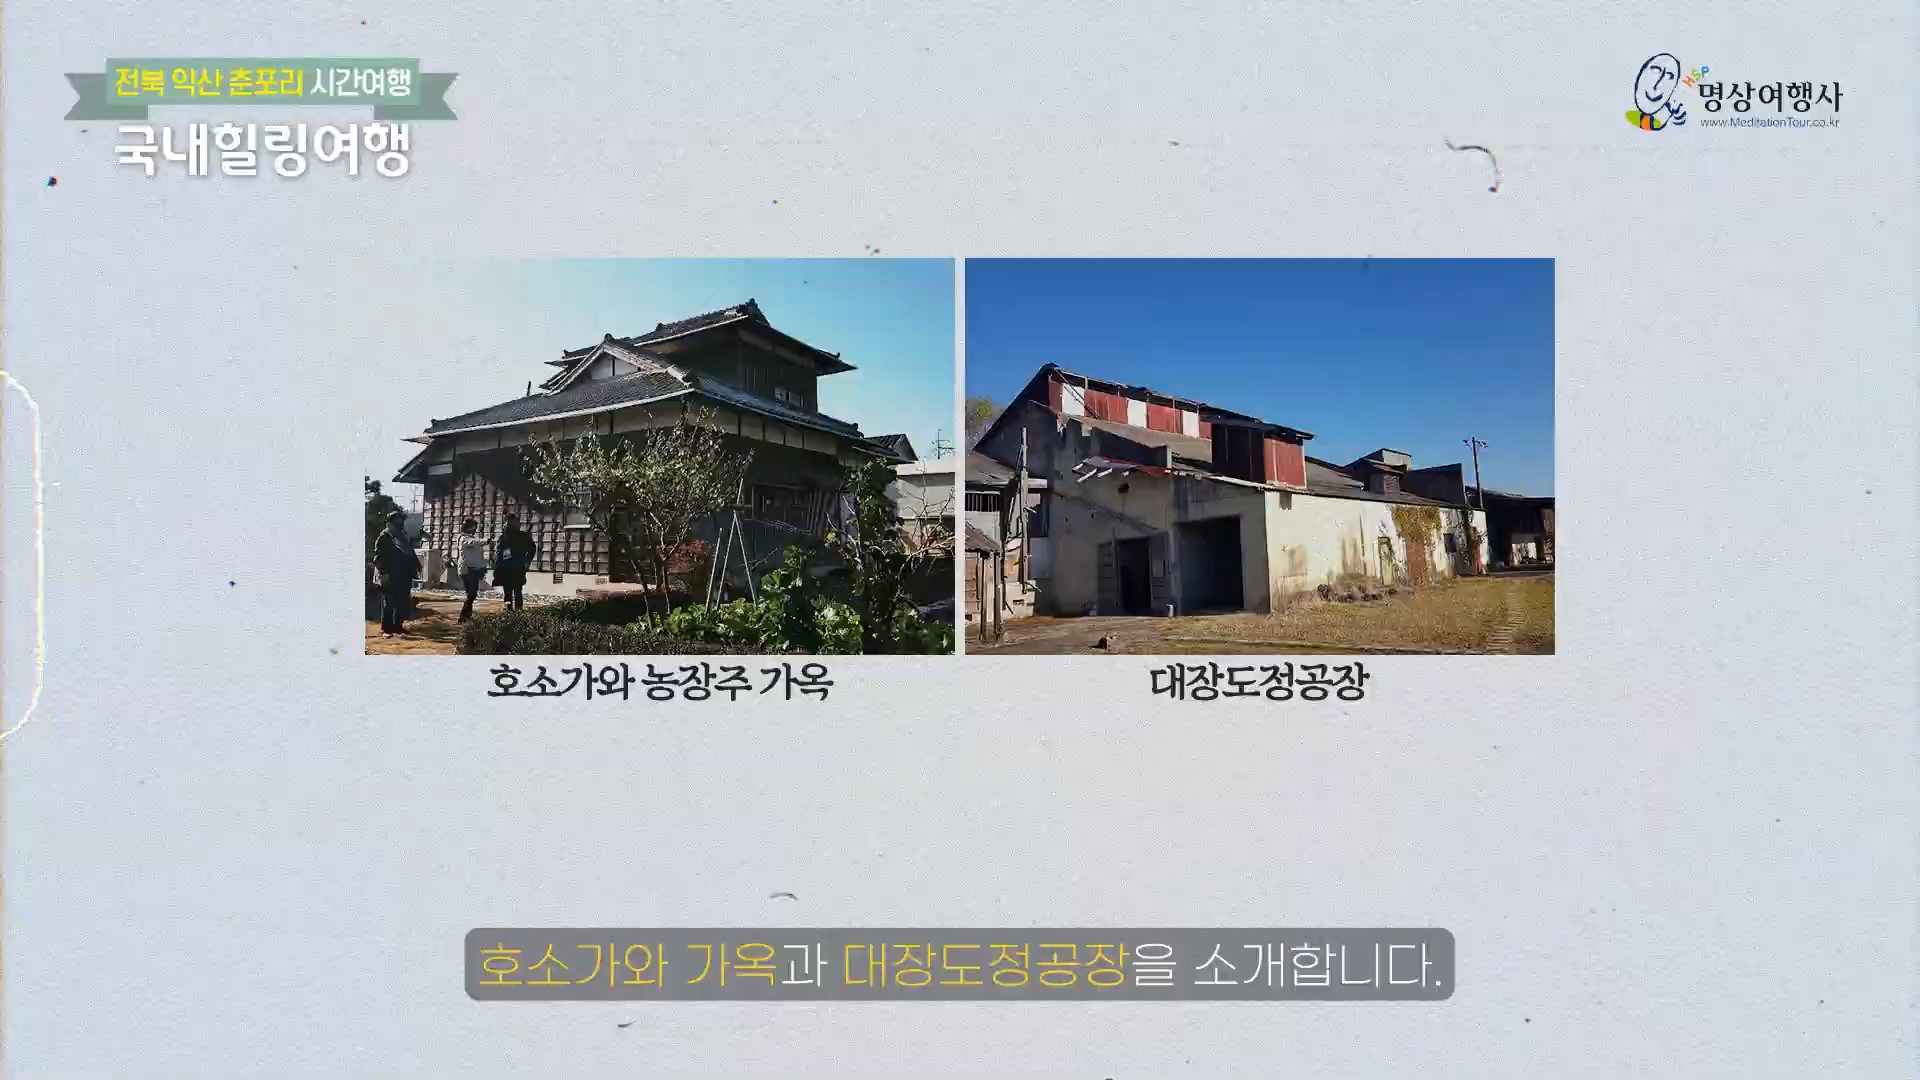 전북 익산 춘포리 시간여행
국내힐링여행
HSP
명상여행사
www.MeditationTour.co.kr
호소가와 농장주 가옥
대장도정공장
호소가와 가옥과 대장도정공장을 소개합니다.